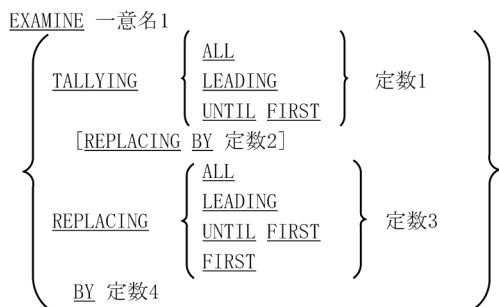 EXAMINE 一意名1
ALL
TALLYING LEADING 定数1
UNTIL FIRST
[REPLACING BY 定数2]
ALL
LEADING
REPLACING UNTIL FIRST 定数3
FIRST
BY 定数4